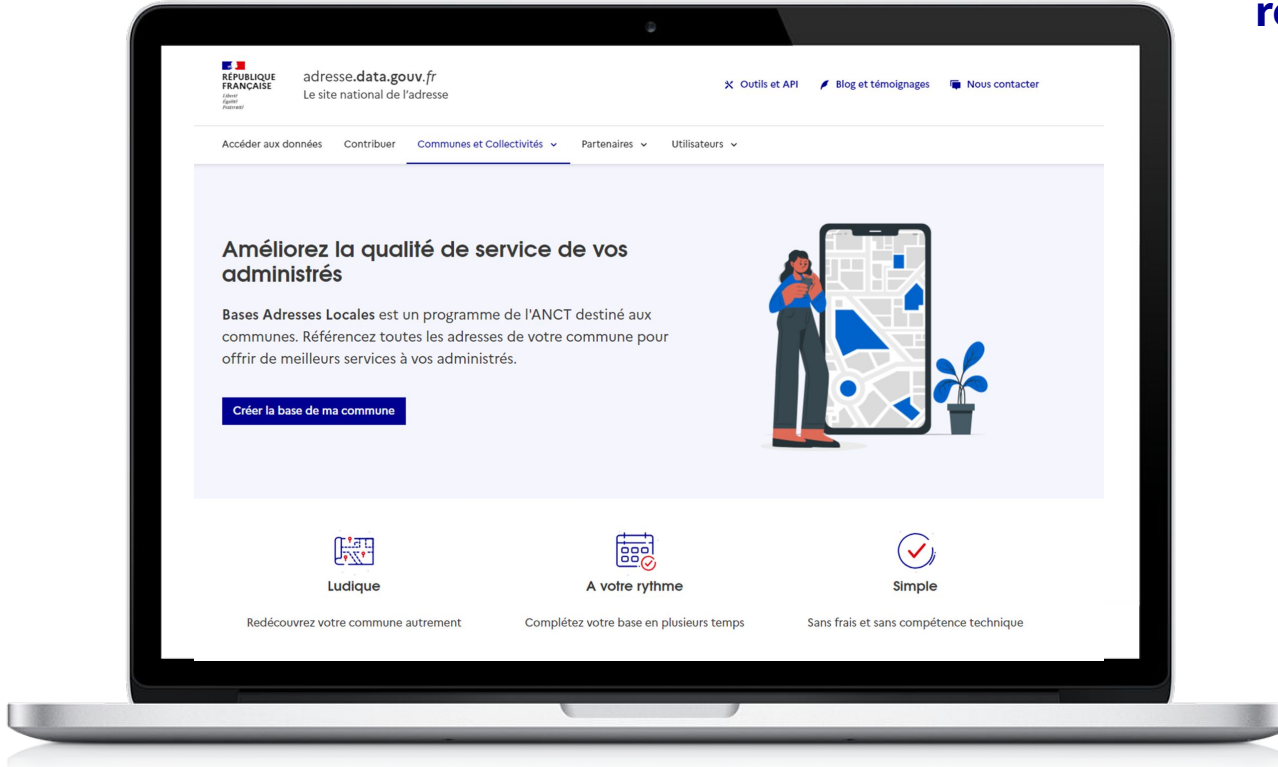 re
RÉPUBLIQUE
FRANÇAISE
Liberté
Égalité
Fraternité
adresse.data.gouv.fr
Le site national de l'adresse
Outils et API
Blog et témoignages
Nous contacter
Accéder aux données
Contribuer
Communes et Collectivités
Partenaires
Utilisateurs
Améliorez la qualité de service de vos
administrés
Bases Adresses Locales est un programme de l'ANCT destiné aux
communes. Référencez toutes les adresses de votre commune pour
offrir de meilleurs services à vos administrés.
Créer la base de ma commune
Ludique
Redécouvrez votre commune autrement
A votre rythme
Complétez votre base en plusieurs temps
Simple
Sans frais et sans compétence technique